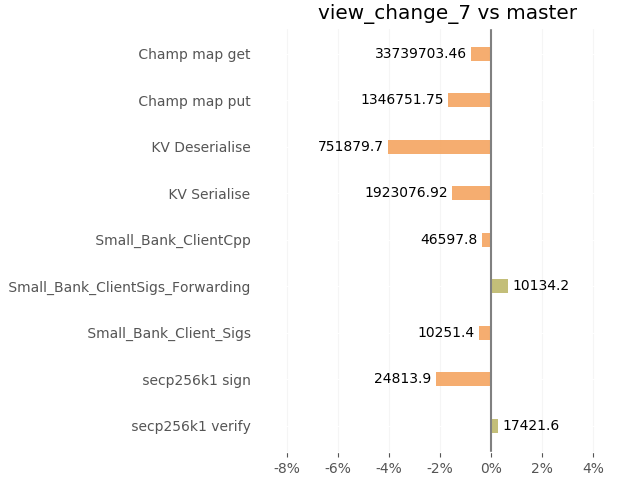 view_change_7 vs master
Champ map get 33739703.46
Champ map put 1346751.75
KV Deserialise 751879.7
KV Serialise 1923076.92
Small_Bank_ClientCpp 46597.8
Small_Bank_ClientSigs_Forwarding 10134.2
Small_Bank_Client_Sigs 10251.4
secp256k1 sign 24813.9
secp256k1 verify 17421.6
-8% -6% -4% -2% 0% 2% 4%